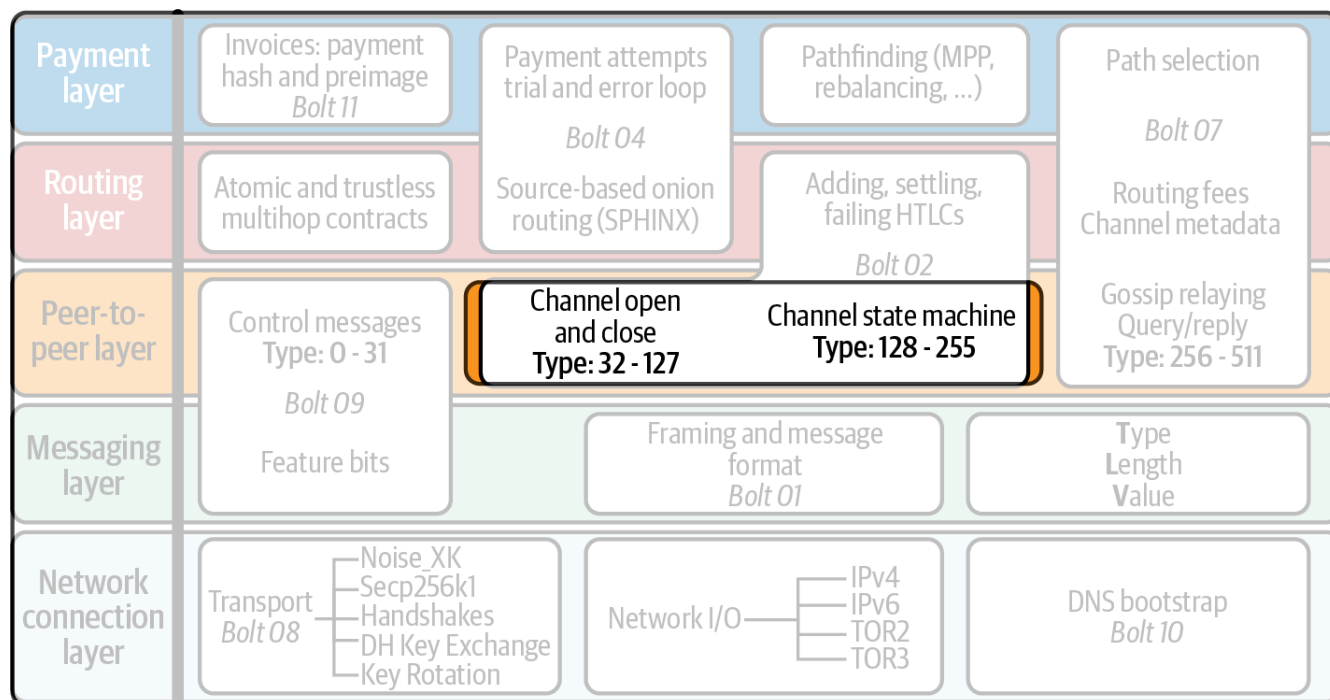 Payment
layer
Invoices: payment
hash and preimage
Bolt 11
Payment attempts
trial and error loop
Bolt 04
Source-based onion
routing (SPHINX)
Pathfinding (MPP,
rebalancing, ...)
Path selection
Bolt 07
Routing fees
Channel metadata
Gossip relaying
Query/reply
Type: 256 - 511
Routing
layer
Atomic and trustless
multihop contracts
Adding, settling,
failing HTLCs
Bolt 02
Peer-to-
peer layer
Control messages
Type: 0 - 31
Bolt 09
Feature bits
Channel open
and close
Type: 32 - 127
Channel state machine
Type: 128 - 255
Messaging
layer
Framing and message
format
Bolt 01
Type
Length
Value
Network
connection
layer
Transport
Bolt 08
Noise_XK
Secp256k1
Handshakes
DH Key Exchange
Key Rotation
Network I/O
IPv4
IPv6
TOR2
TOR3
DNS bootstrap
Bolt 10